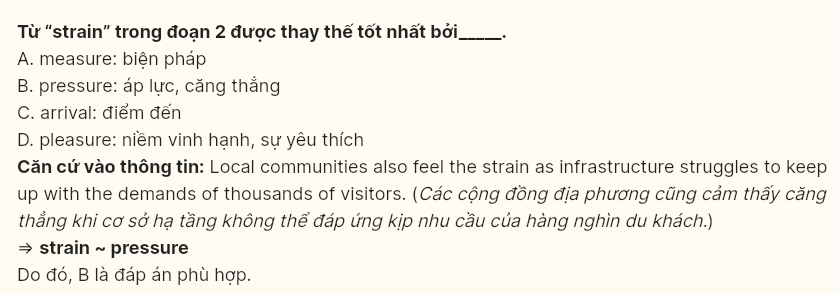 Từ “strain” trong đoạn 2 được thay thế tốt nhất bởi_____.
A. measure: biện pháp
B. pressure: áp lực, căng thẳng
C. arrival: điểm đến
D. pleasure: niềm vinh hạnh, sự yêu thích
Căn cứ vào thông tin: Local communities also feel the strain as infrastructure struggles to keep
up with the demands of thousands of visitors. (Các cộng đồng địa phương cũng cảm thấy căng
thẳng khi cơ sở hạ tầng không thể đáp ứng kịp nhu cầu của hàng nghìn du khách.)
⇒ strain ~ pressure
Do đó, B là đáp án phù hợp.